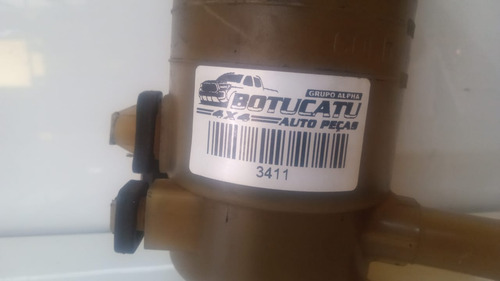 GRUPO ALPHA
BOTUCATU
4X4 AUTO PEÇAS
3411